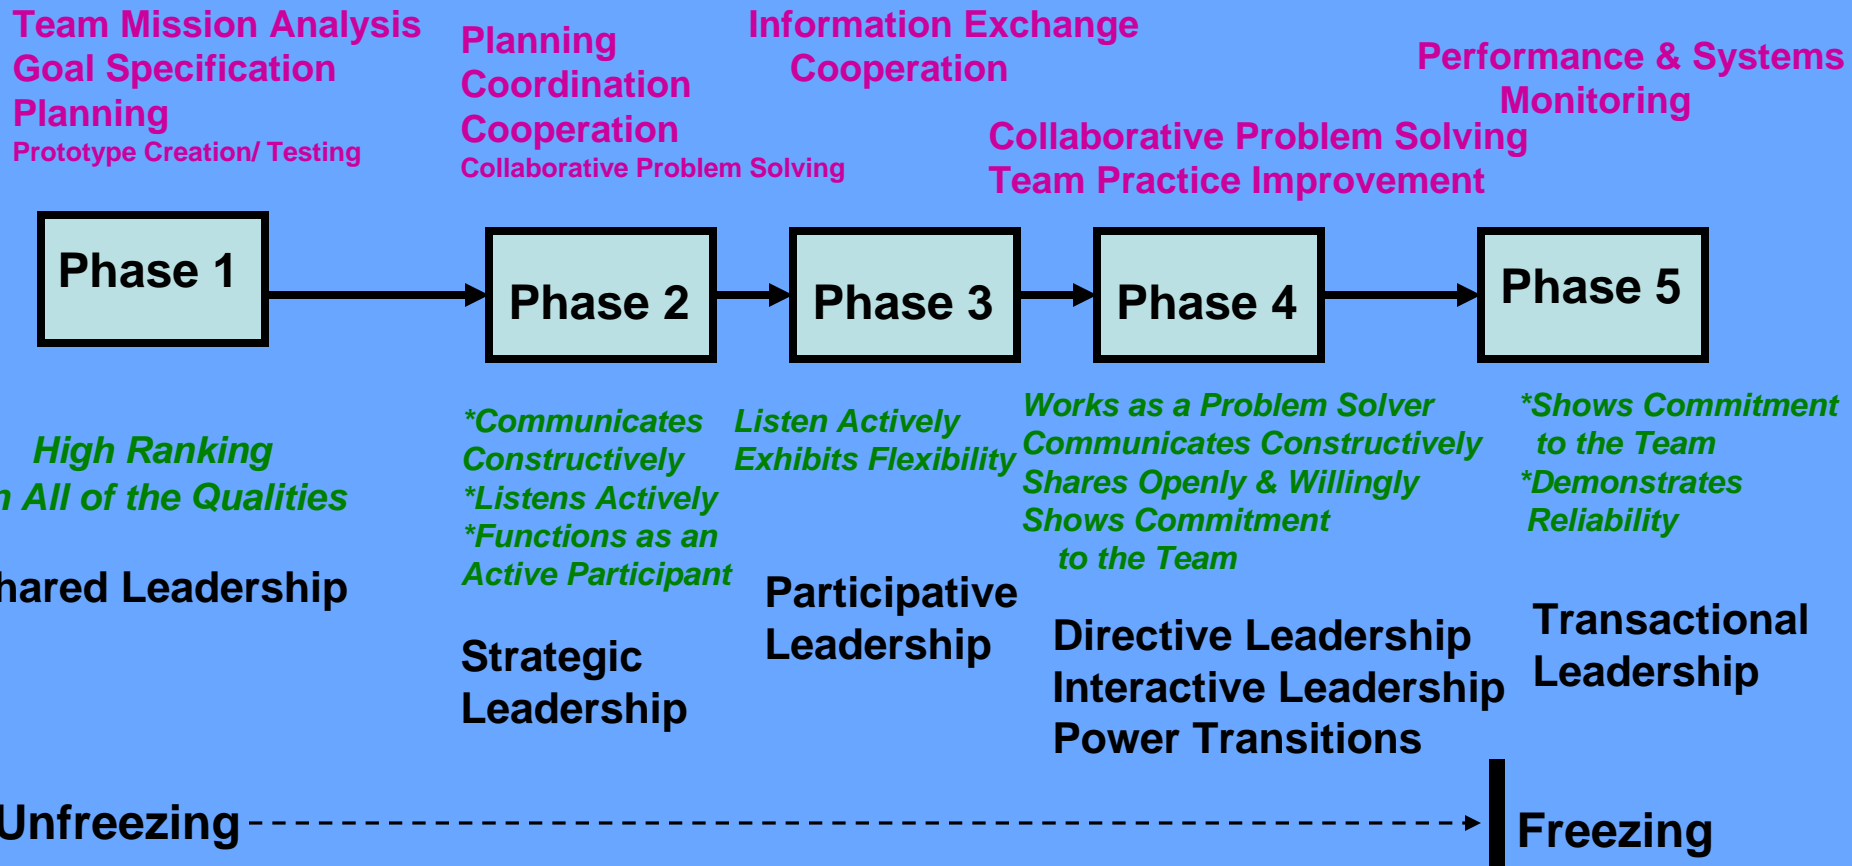 Team Mission Analysis
Goal Specification
Planning
Prototype Creation/ Testing
Planning
Coordination
Cooperation
Collaborative Problem Solving
Information Exchange
Cooperation
Collaborative Problem Solving
Team Practice Improvement
Performance & Systems
Monitoring
Phase 1
Phase 2
Phase 3
Phase 4
Phase 5
High Ranking
n All of the Qualities
*Communicates
Constructively
*Listens Actively
*Functions as an
Active Participant
Listen Actively
Exhibits Flexibility
Works as a Problem Solver
Communicates Constructively
Shares Openly & Willingly
Shows Commitment
to the Team
*Shows Commitment
to the Team
*Demonstrates
Reliability
hared Leadership
Strategic
Leadership
Participative
Leadership
Directive Leadership
Interactive Leadership
Power Transitions
Transactional
Leadership
Unfreezing
Freezing